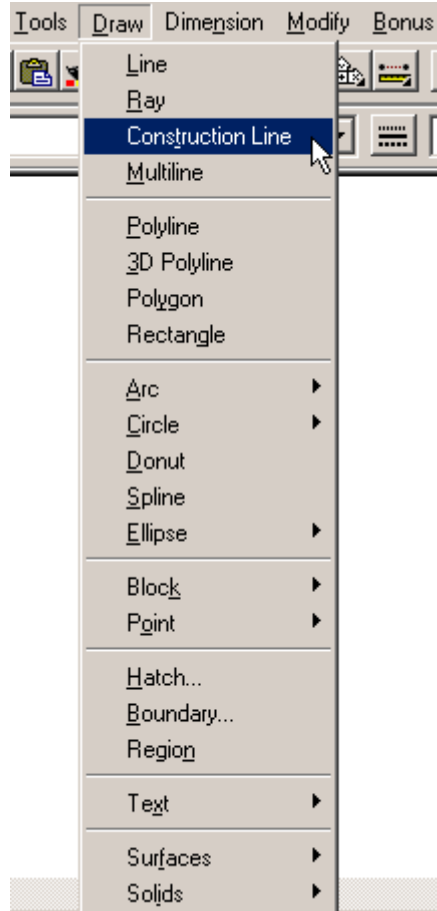 Tools Draw Dimension Modify Bonus
Line
Ray
Construction Line
Multiline
Polyline
3D Polyline
Polygon
Rectangle
Arc
Circle
Donut
Spline
Ellipse
Block
Point
Hatch...
Boundary...
Region
Text
Surfaces
Solids